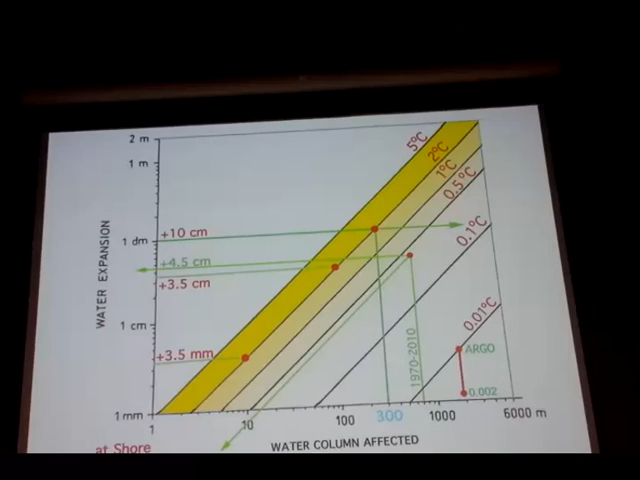 2 m
1 m
1 dm
1 cm
1 mm
WATER EXPANSION
5°C
2°C
1°C
0.5°C
0.1°C
0.01°C
+10 cm
+4.5 cm
+3.5 cm
+3.5 mm
1970-2010
ARGO
0.002
1
10
100
300
1000
6000 m
at Shore
WATER COLUMN AFFECTED